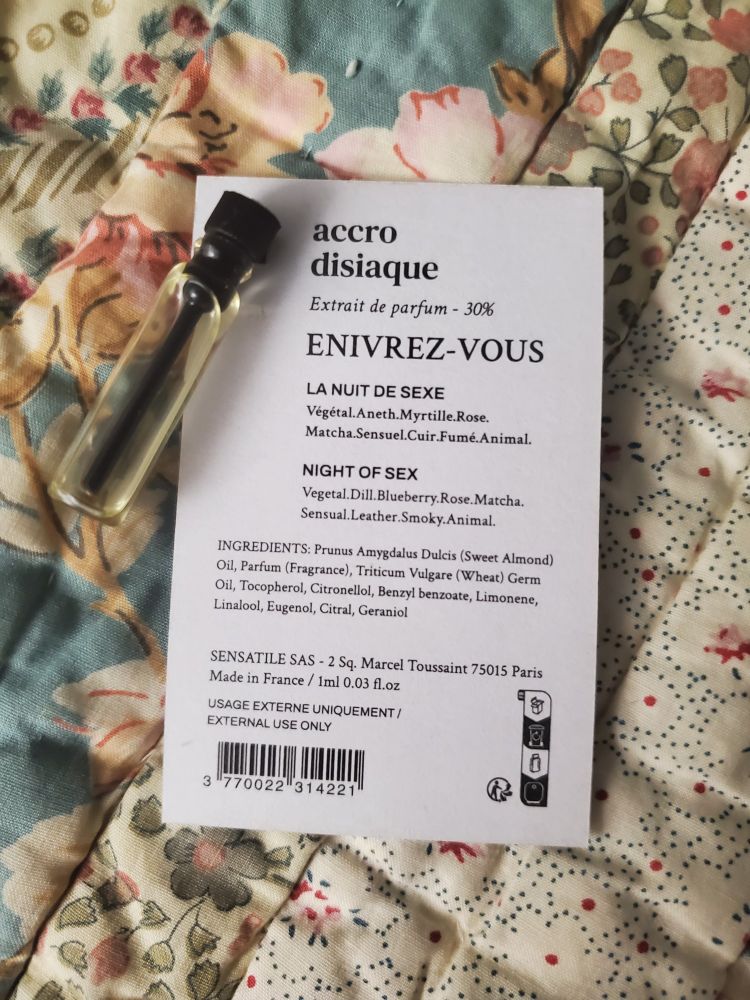 accro
disiaque
Extrait de parfum - 30%
ENIVREZ-VOUS
LA NUIT DE SEXE
Végétal.Aneth.Myrtille.Rose.
Matcha.Sensuel.Cuir.Fumé.Animal.
NIGHT OF SEX
Vegetal.Dill.Blueberry.Rose.Matcha.
Sensual.Leather.Smoky.Animal.
INGREDIENTS: Prunus Amygdalus Dulcis (Sweet Almond)
Oil, Parfum (Fragrance), Triticum Vulgare (Wheat) Germ
Oil, Tocopherol, Citronellol, Benzyl benzoate, Limonene,
Linalool, Eugenol, Citral, Geraniol
SENSATILE SAS - 2 Sq. Marcel Toussaint 75015 Paris
Made in France / 1ml 0.03 fl.oz
USAGE EXTERNE UNIQUEMENT /
EXTERNAL USE ONLY
3 770022 314221